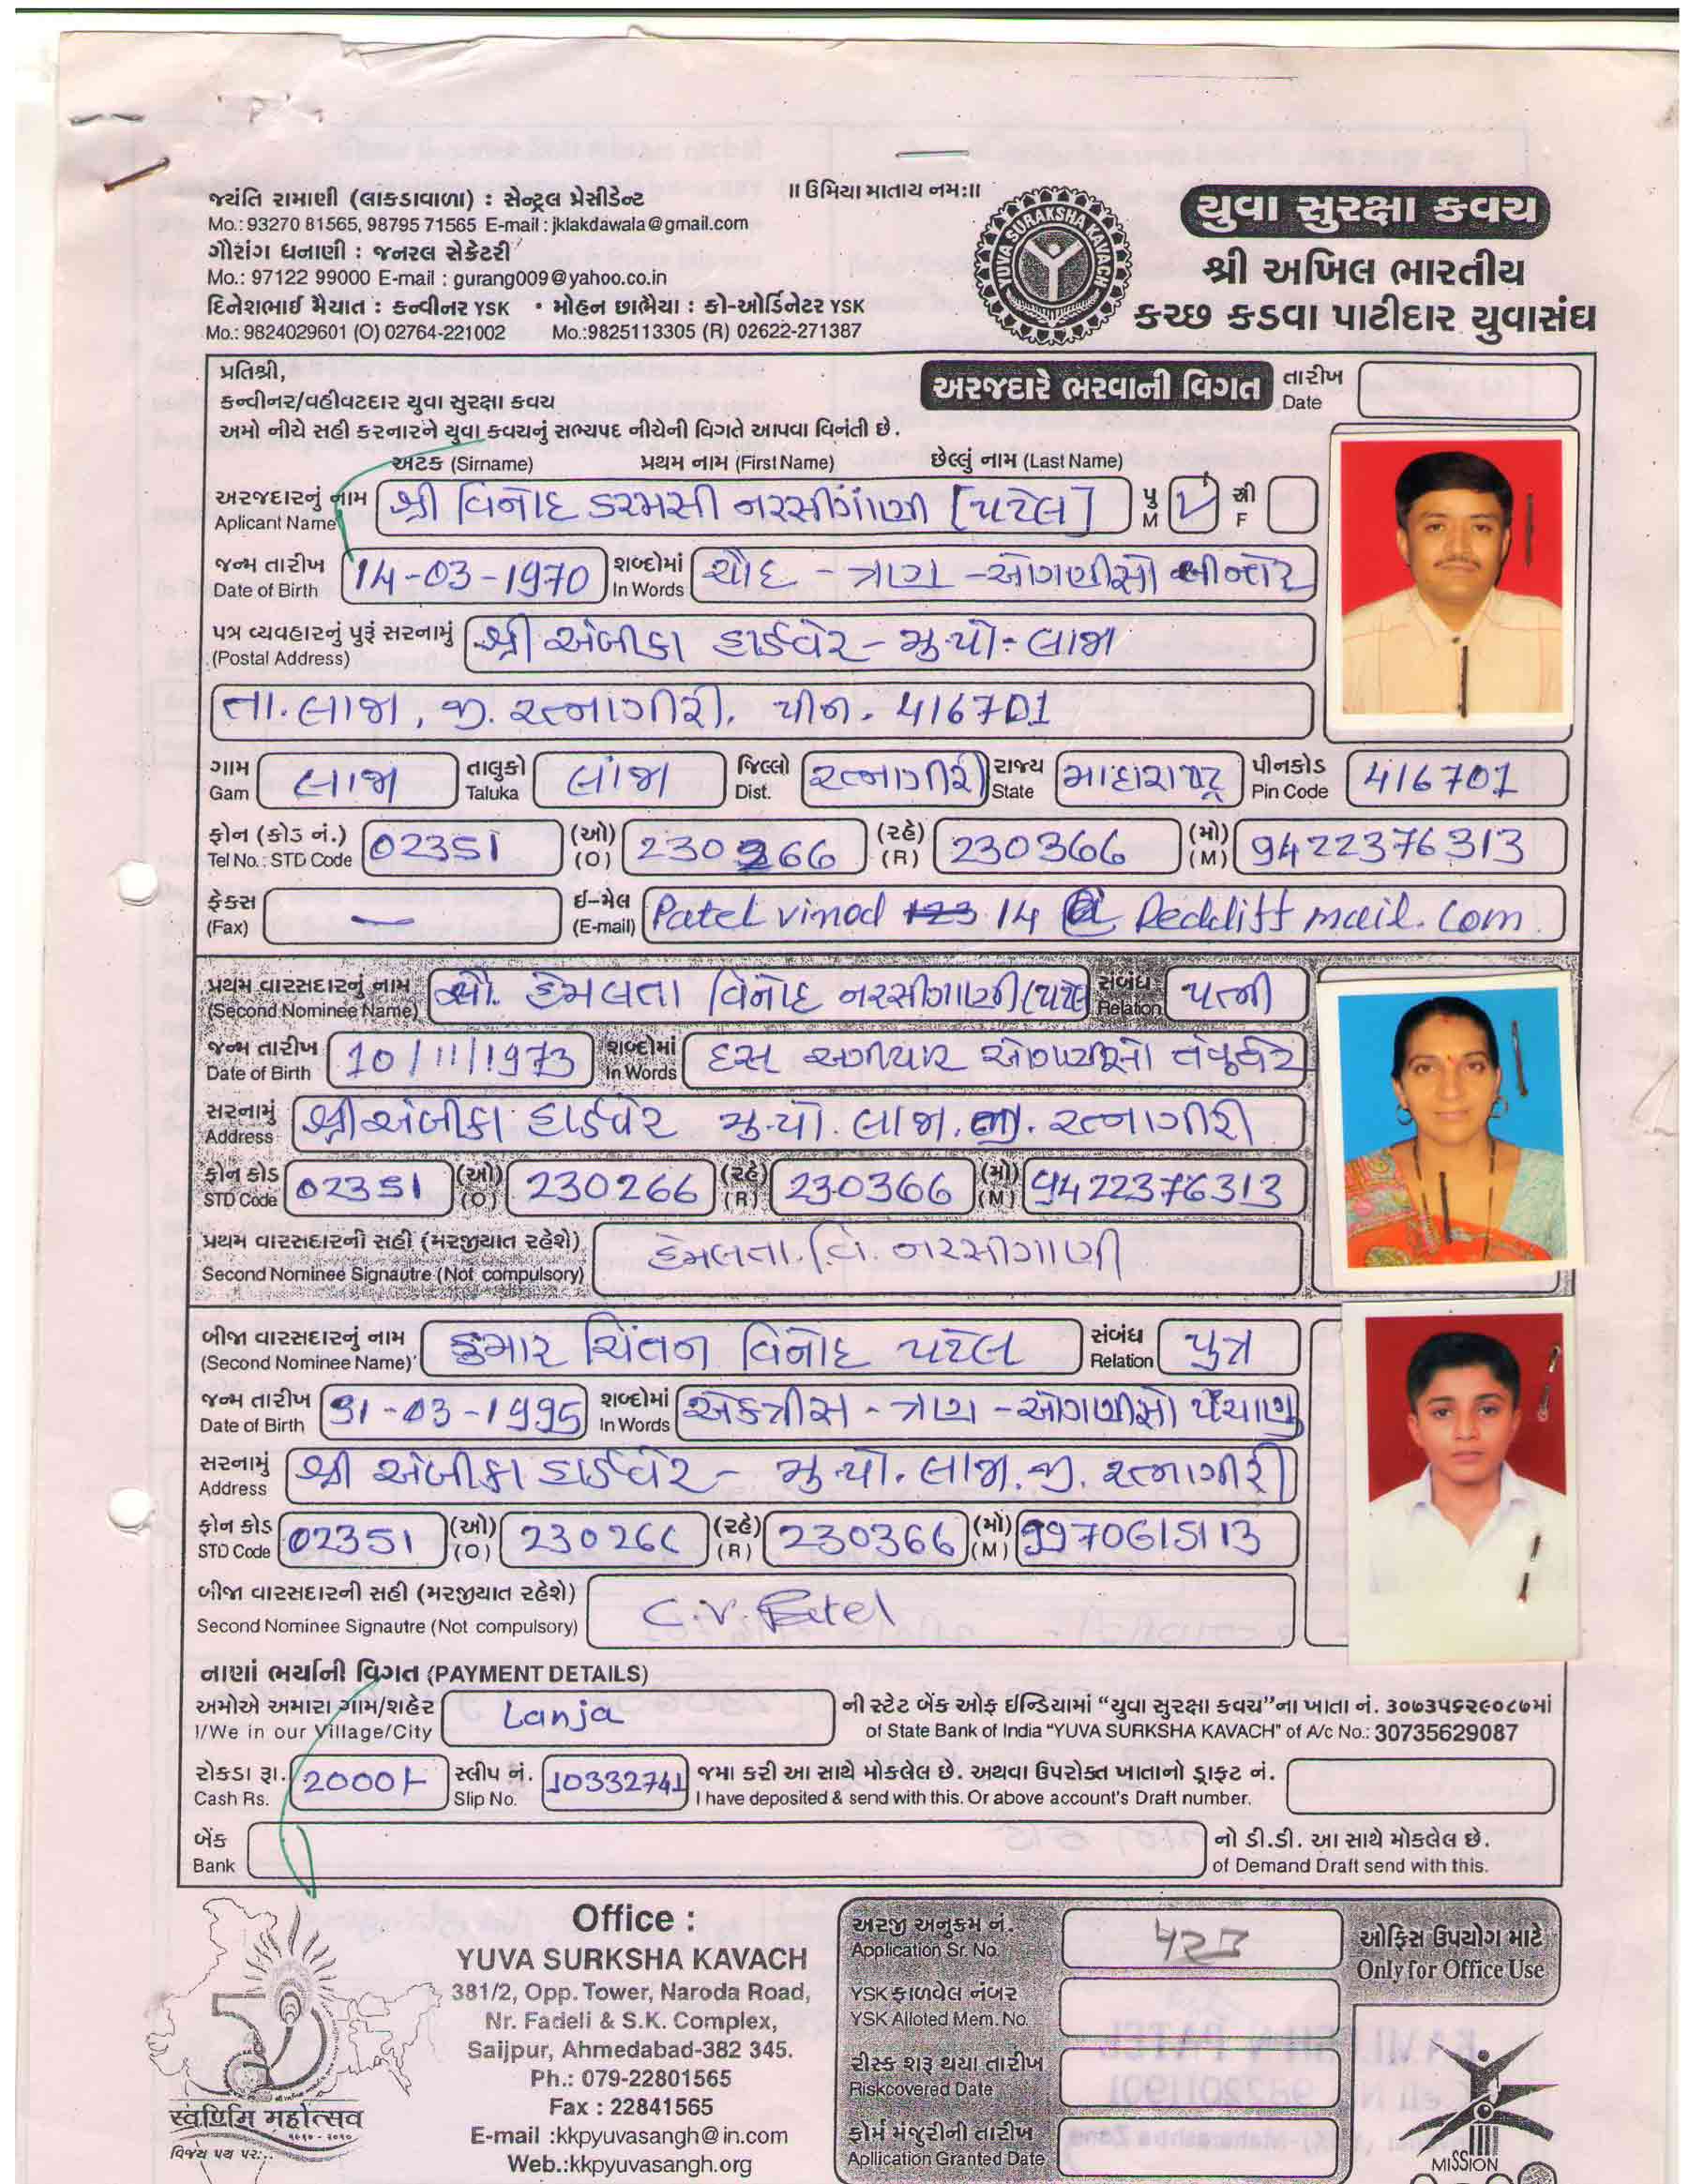 જ્યંતિ રામાણી (લાકડાવાળા) : સેન્ટ્રલ પ્રેસીડેન્ટ
Mo.: 93270 81565, 98795 71565 E-mail : jklakdawala@gmail.com
ગૌરાંગ ધનાણી : જનરલ સેક્રેટરી
Mo.: 97122 99000 E-mail : gurang009@yahoo.co.in
દિનેશભાઈ મૈયાત : કન્વીનર YSK • મોહન છાભૈયા : કો-ઓર્ડિનેટર YSK
Mo.: 9824029601 (O) 02764-221002 Mo.:9825113305 (R) 02622-271387
॥ ઉમિયા માતાય નમઃ॥
YUVA SURAKSHA KAVACH
યુવા સુરક્ષા કવચ
શ્રી અખિલ ભારતીય
કચ્છ કડવા પાટીદાર યુવાસંઘ
પ્રતિશ્રી,
કન્વીનર/વહીવટદાર યુવા સુરક્ષા કવચ
અરજદારે ભરવાની વિગત તારીખ Date
અમો નીચે સહી કરનારને યુવા કવચનું સભ્યપદ નીચેની વિગતે આપવા વિનંતી છે.
અટક (Sirname) પ્રથમ નામ (First Name) છેલ્લું નામ (Last Name)
અરજદારનું નામ Aplicant Name શ્રી વિનોદ કરમસી નરસીંગાણી [પટેલ] પુ M ✓ સ્ત્રી F
જન્મ તારીખ Date of Birth 14-03-1970 શબ્દોમાં In Words ચૌદ - ત્રણ - ઓગણીસો સીત્તેર
પત્ર વ્યવહારનું પુરૂં સરનામું (Postal Address) શ્રી અંબીકા હાર્ડવેર - મુ.પો. લાંજા
તા. લાંજા, જી. રત્નાગીરી. પીન. 416701
ગામ Gam લાંજા તાલુકો Taluka લાંજા જિલ્લો Dist. રત્નાગીરી રાજ્ય State માહારાષ્ટ્ર પીનકોડ Pin Code 416701
ફોન (કોડ નં.) Tel No.: STD Code 02351 (ઓ) (O) 230266 (રહે) (R) 230366 (મો) (M) 9422376313
ફેક્સ (Fax) — ઈ-મેલ (E-mail) Patel vinod 123 14 @ Reddiff mail. Com
પ્રથમ વારસદારનું નામ (Second Nominee Name) સૌ. હેમલતા વિનોદ નરસીંગાણી (પટેલ સંબંધ Relation પત્ની
જન્મ તારીખ Date of Birth 10/11/1973 શબ્દોમાં In Words દસ અગીયાર ઓગણીસો
સરનામું Address શ્રી અંબીકા હાર્ડવેર મુ.પો. લાંજા. જી. રત્નાગીરી
ફોન કોડ STD Code 02351 (ઓ) (O) 230266 (રહે) (R) 230366 (મો) (M) 9422376313
પ્રથમ વારસદારની સહી (મરજીયાત રહેશે) Second Nominee Signautre (Not compulsory) હેમલતા. વિ. નરસીગાણી
બીજા વારસદારનું નામ (Second Nominee Name) કુમાર ચિંતન વિનોદ પટેલ સંબંધ Relation પુત્ર
જન્મ તારીખ Date of Birth 31-03-1995 શબ્દોમાં In Words એકત્રીસ - ત્રણ - ઓગણીસો પંચાણુ
સરનામું Address શ્રી અંબીકા હાર્ડવેર - મુ.પો. લાંજા. જી. રત્નાગીરી
ફોન કોડ STD Code 02351 (ઓ) (O) 230266 (રહે) (R) 230366 (મો) (M) 9970615113
બીજા વારસદારની સહી (મરજીયાત રહેશે) Second Nominee Signautre (Not compulsory) C.V. Patel
નાણાં ભર્યાની વિગત (PAYMENT DETAILS)
અમોએ અમારા ગામ/શહેર Lanja ની સ્ટેટ બેંક ઓફ ઈન્ડિયામાં "યુવા સુરક્ષા કવચ"ના ખાતા નં. ૩૦૭૩૫૬૨૯૦૮૭માં
I/We in our Village/City of State Bank of India "YUVA SURKSHA KAVACH" of A/c No.: 30735629087
રોકડા રૂા. Cash Rs. 2000/- સ્લીપ નં. Slip No. 10332741 જમા કરી આ સાથે મોકલેલ છે. અથવા ઉપરોક્ત ખાતાનો ડ્રાફ્ટ નં.
I have deposited & send with this. Or above account's Draft number.
બેંક Bank નો ડી.ડી. આ સાથે મોકલેલ છે.
of Demand Draft send with this.
સ્વર્ણિમ મહોત્સવ
૧૯૬૦ - ૨૦૧૦
વિજય પથ પર...
Office :
YUVA SURKSHA KAVACH
381/2, Opp. Tower, Naroda Road,
Nr. Fadeli & S.K. Complex,
Saijpur, Ahmedabad-382 345.
Ph.: 079-22801565
Fax : 22841565
E-mail :kkpyuvasangh@in.com
Web.:kkpyuvasangh.org
અરજી અનુક્રમ નં.
Application Sr. No.
YSK ફાળવેલ નંબર
YSK Alloted Mem. No.
રીસ્ક શરૂ થયા તારીખ
Riskcovered Date
ફોર્મ મંજુરીની તારીખ
Apllication Granted Date
ઓફિસ ઉપયોગ માટે
Only for Office Use
MISSION